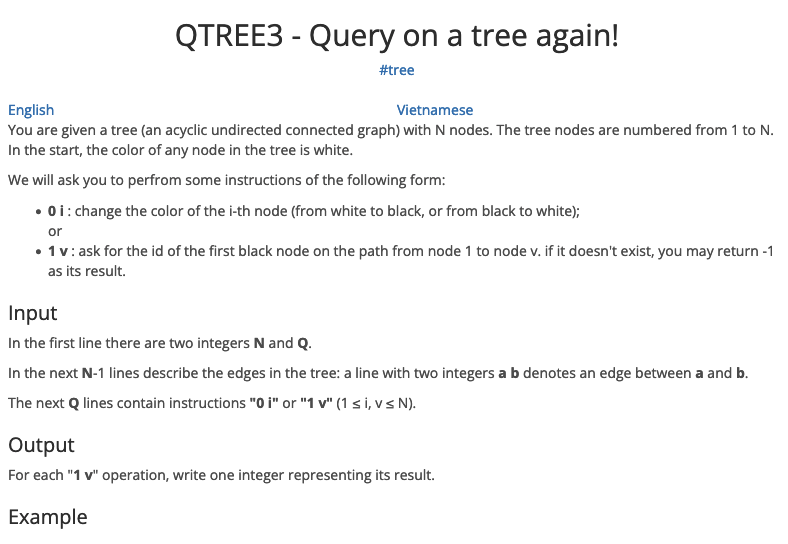 QTREE3 - Query on a tree again!
#tree
English
Vietnamese
You are given a tree (an acyclic undirected connected graph) with N nodes. The tree nodes are numbered from 1 to N.
In the start, the color of any node in the tree is white.
We will ask you to perfrom some instructions of the following form:
• 0 i : change the color of the i-th node (from white to black, or from black to white);
or
• 1 v : ask for the id of the first black node on the path from node 1 to node v. if it doesn't exist, you may return -1
as its result.
Input
In the first line there are two integers N and Q.
In the next N-1 lines describe the edges in the tree: a line with two integers a b denotes an edge between a and b.
The next Q lines contain instructions "0 i" or "1 v" (1 ≤ i, v ≤ N).
Output
For each "1 v" operation, write one integer representing its result.
Example